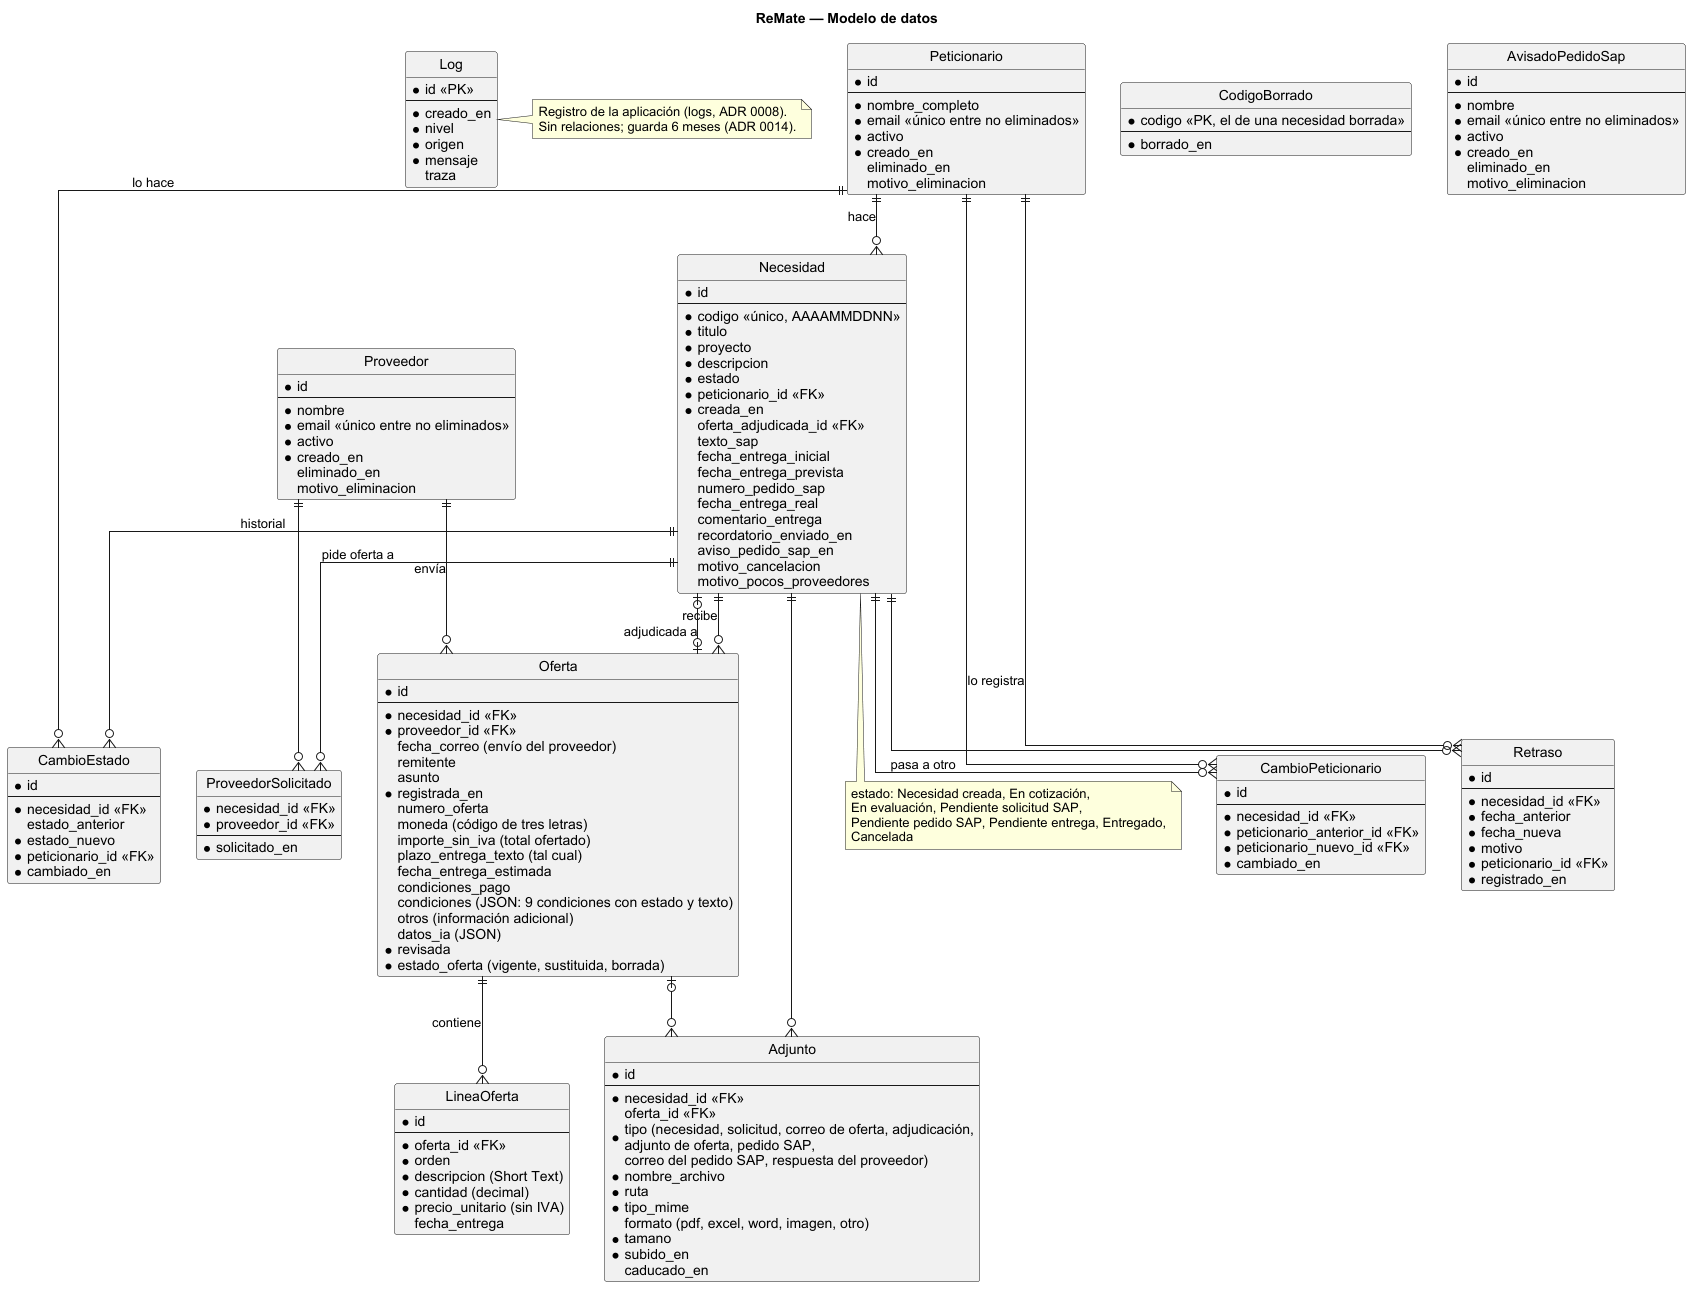 ReMate — Modelo de datos
Log
id «PK»
creado_en
nivel
origen
mensaje
traza
Registro de la aplicación (logs, ADR 0008).
Sin relaciones; guarda 6 meses (ADR 0014).
Peticionario
id
nombre_completo
email «único entre no eliminados»
activo
creado_en
eliminado_en
motivo_eliminacion
CodigoBorrado
codigo «PK, el de una necesidad borrada»
borrado_en
AvisadoPedidoSap
id
nombre
email «único entre no eliminados»
activo
creado_en
eliminado_en
motivo_eliminacion
lo hace
hace
Necesidad
id
codigo «único, AAAAMMDDNN»
titulo
proyecto
descripcion
estado
peticionario_id «FK»
creada_en
oferta_adjudicada_id «FK»
texto_sap
fecha_entrega_inicial
fecha_entrega_prevista
numero_pedido_sap
fecha_entrega_real
comentario_entrega
recordatorio_enviado_en
aviso_pedido_sap_en
motivo_cancelacion
motivo_pocos_proveedores
Proveedor
id
nombre
email «único entre no eliminados»
activo
creado_en
eliminado_en
motivo_eliminacion
historial
pide oferta a
envía
recibe
adjudicada a
lo registra
pasa a otro
Oferta
id
necesidad_id «FK»
proveedor_id «FK»
fecha_correo (envío del proveedor)
remitente
asunto
registrada_en
numero_oferta
moneda (código de tres letras)
importe_sin_iva (total ofertado)
plazo_entrega_texto (tal cual)
fecha_entrega_estimada
condiciones_pago
condiciones (JSON: 9 condiciones con estado y texto)
otros (información adicional)
datos_ia (JSON)
revisada
estado_oferta (vigente, sustituida, borrada)
CambioEstado
id
necesidad_id «FK»
estado_anterior
estado_nuevo
peticionario_id «FK»
cambiado_en
ProveedorSolicitado
necesidad_id «FK»
proveedor_id «FK»
solicitado_en
estado: Necesidad creada, En cotización,
En evaluación, Pendiente solicitud SAP,
Pendiente pedido SAP, Pendiente entrega, Entregado,
Cancelada
CambioPeticionario
id
necesidad_id «FK»
peticionario_anterior_id «FK»
peticionario_nuevo_id «FK»
cambiado_en
Retraso
id
necesidad_id «FK»
fecha_anterior
fecha_nueva
motivo
peticionario_id «FK»
registrado_en
contiene
LineaOferta
id
oferta_id «FK»
orden
descripcion (Short Text)
cantidad (decimal)
precio_unitario (sin IVA)
fecha_entrega
Adjunto
id
necesidad_id «FK»
oferta_id «FK»
tipo (necesidad, solicitud, correo de oferta, adjudicación,
adjunto de oferta, pedido SAP,
correo del pedido SAP, respuesta del proveedor)
nombre_archivo
ruta
tipo_mime
formato (pdf, excel, word, imagen, otro)
tamano
subido_en
caducado_en